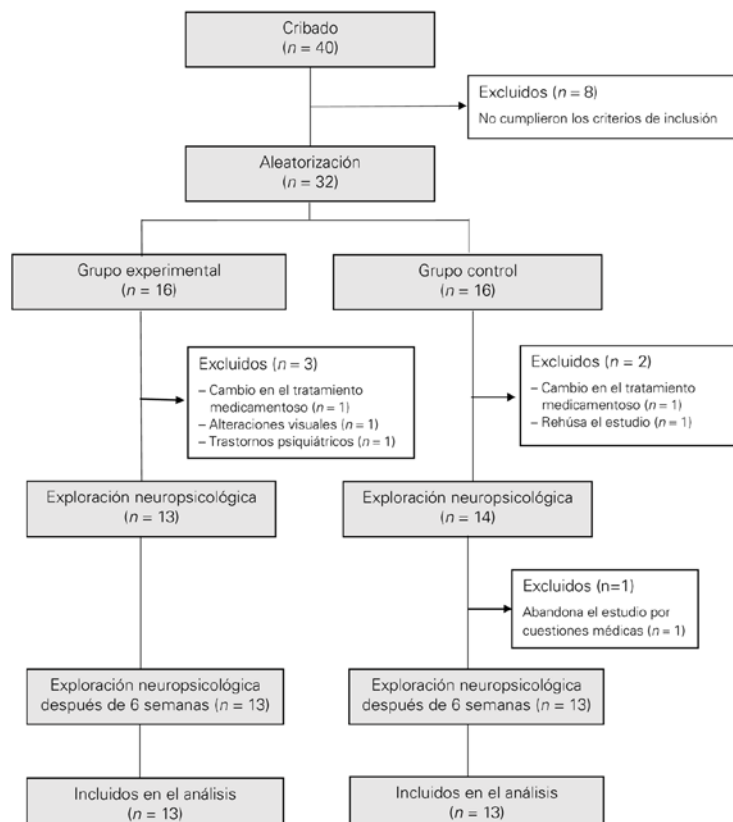 Cribado
(n = 40)
Excluidos (n = 8)
No cumplieron los criterios de inclusión
Aleatorización
(n = 32)
Grupo experimental
(n = 16)
Grupo control
(n = 16)
Excluidos (n = 3)
– Cambio en el tratamiento
medicamentoso (n = 1)
– Alteraciones visuales (n = 1)
– Trastornos psiquiátricos (n = 1)
Excluidos (n = 2)
– Cambio en el tratamiento
medicamentoso (n = 1)
– Rehúsa el estudio (n = 1)
Exploración neuropsicológica
(n = 13)
Exploración neuropsicológica
(n = 14)
Excluidos (n=1)
Abandona el estudio por
cuestiones médicas (n = 1)
Exploración neuropsicológica
después de 6 semanas (n = 13)
Exploración neuropsicológica
después de 6 semanas (n = 13)
Incluidos en el análisis
(n = 13)
Incluidos en el análisis
(n = 13)